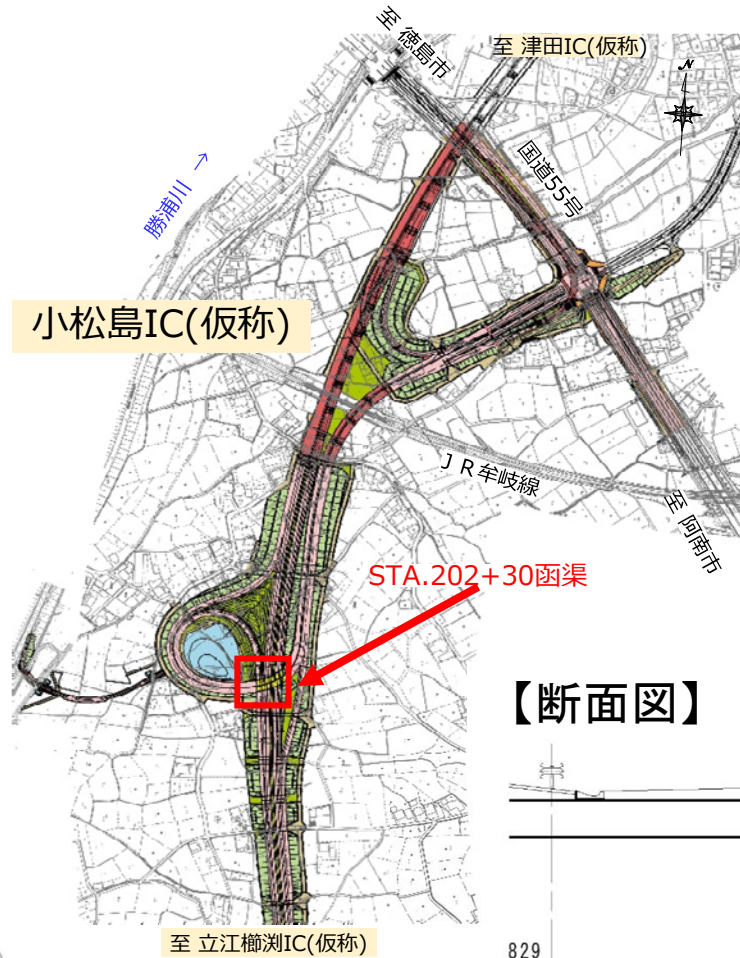 至 徳島市
至 津田IC(仮称)
N
国道55号
勝浦川 →
小松島IC(仮称)
JR牟岐線
至 阿南市
STA.202+30函渠
【断面図】
至 立江櫛渕IC(仮称)
829